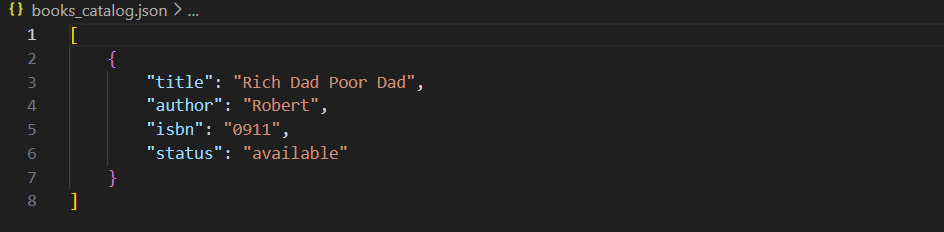 {} books_catalog.json > ...
1 [
2 {
3 "title": "Rich Dad Poor Dad",
4 "author": "Robert",
5 "isbn": "0911",
6 "status": "available"
7 }
8 ]